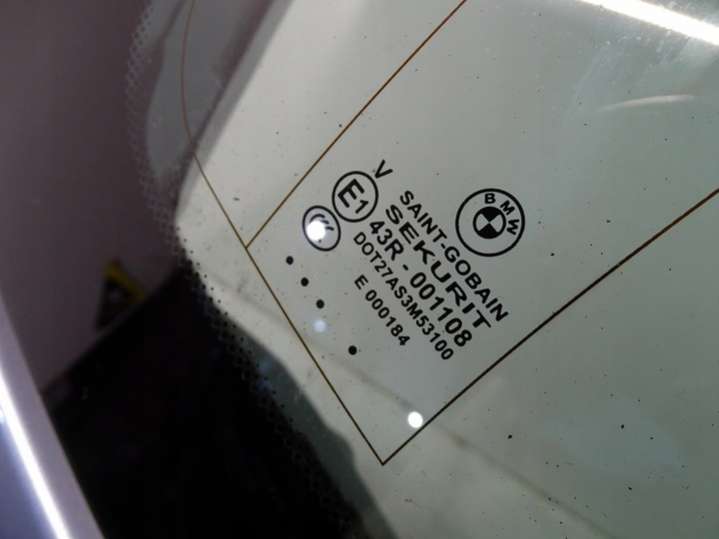 V
E1
SAINT-GOBAIN
SEKURIT
43R - 001108
DOT27AS3M53100
E 000184
BMW